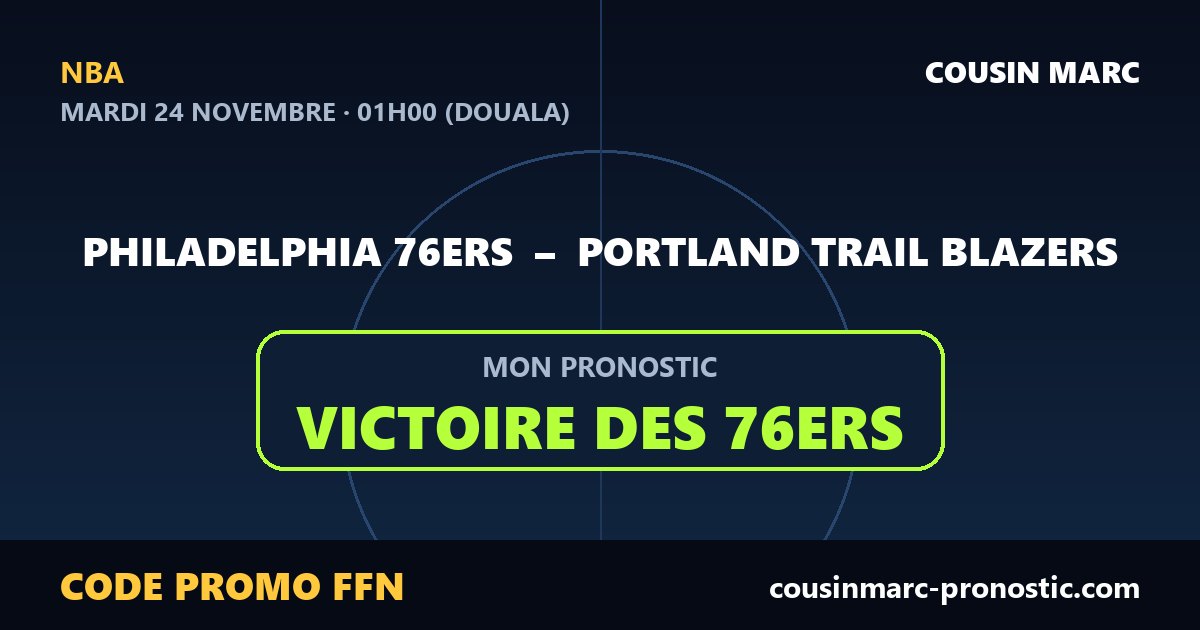 NBA
COUSIN MARC
MARDI 24 NOVEMBRE · 01H00 (DOUALA)
PHILADELPHIA 76ERS – PORTLAND TRAIL BLAZERS
MON PRONOSTIC
VICTOIRE DES 76ERS
CODE PROMO FFN
cousinmarc-pronostic.com